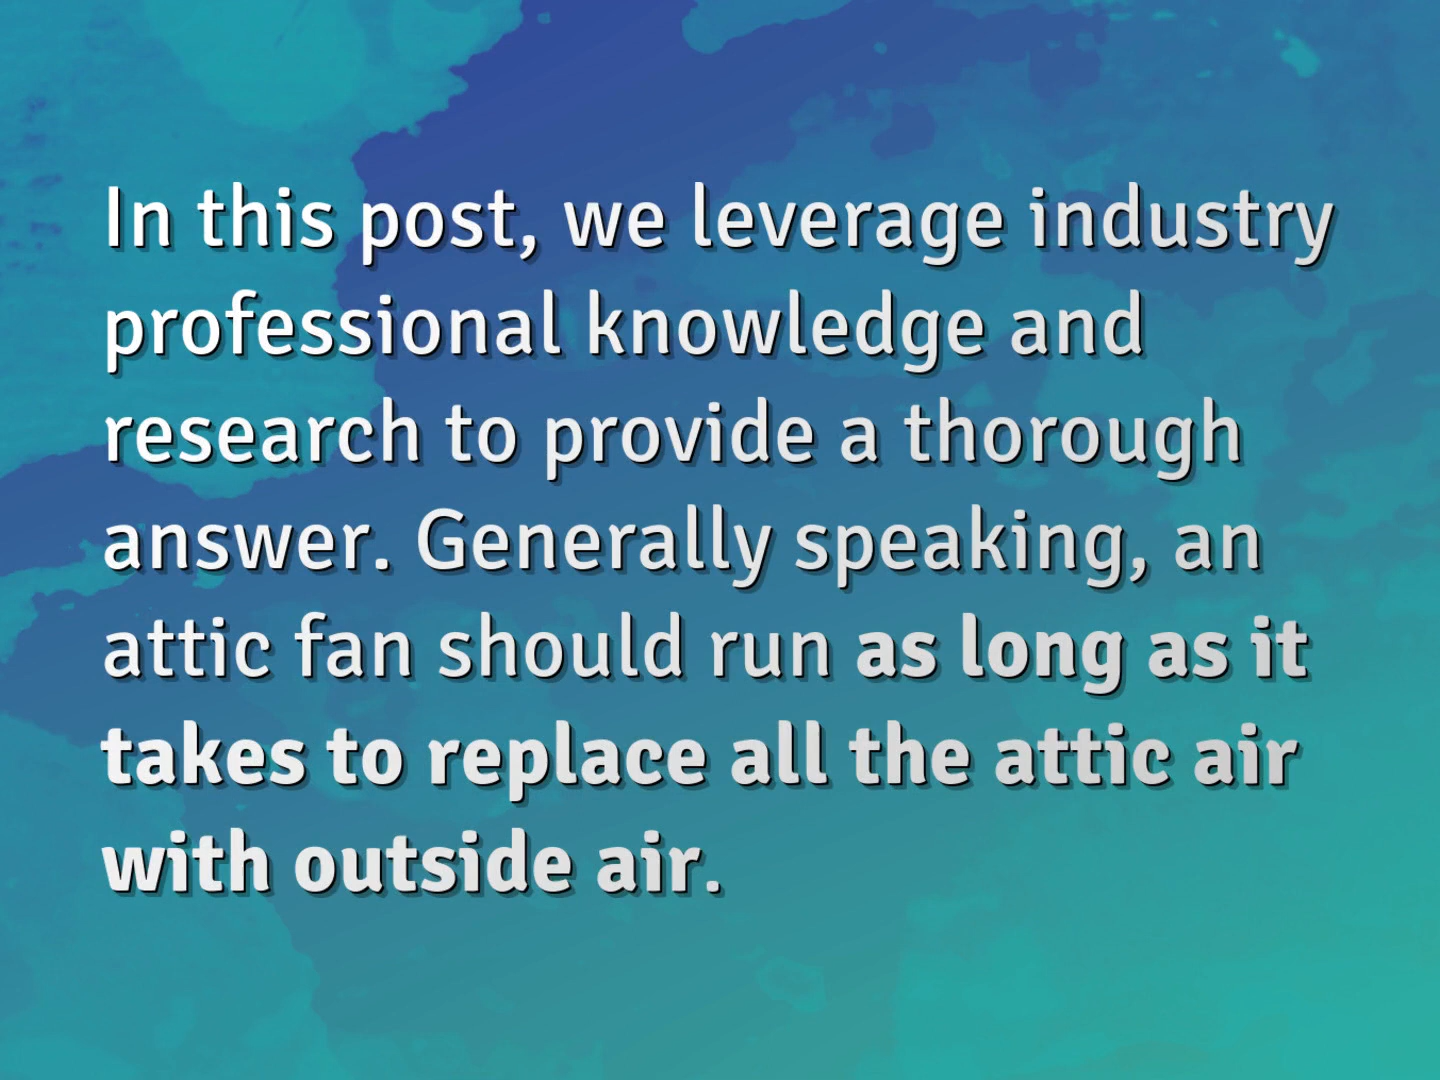 In this post, we leverage industry
professional knowledge and
research to provide a thorough
answer. Generally speaking, an
attic fan should run as long as it
takes to replace all the attic air
with outside air.